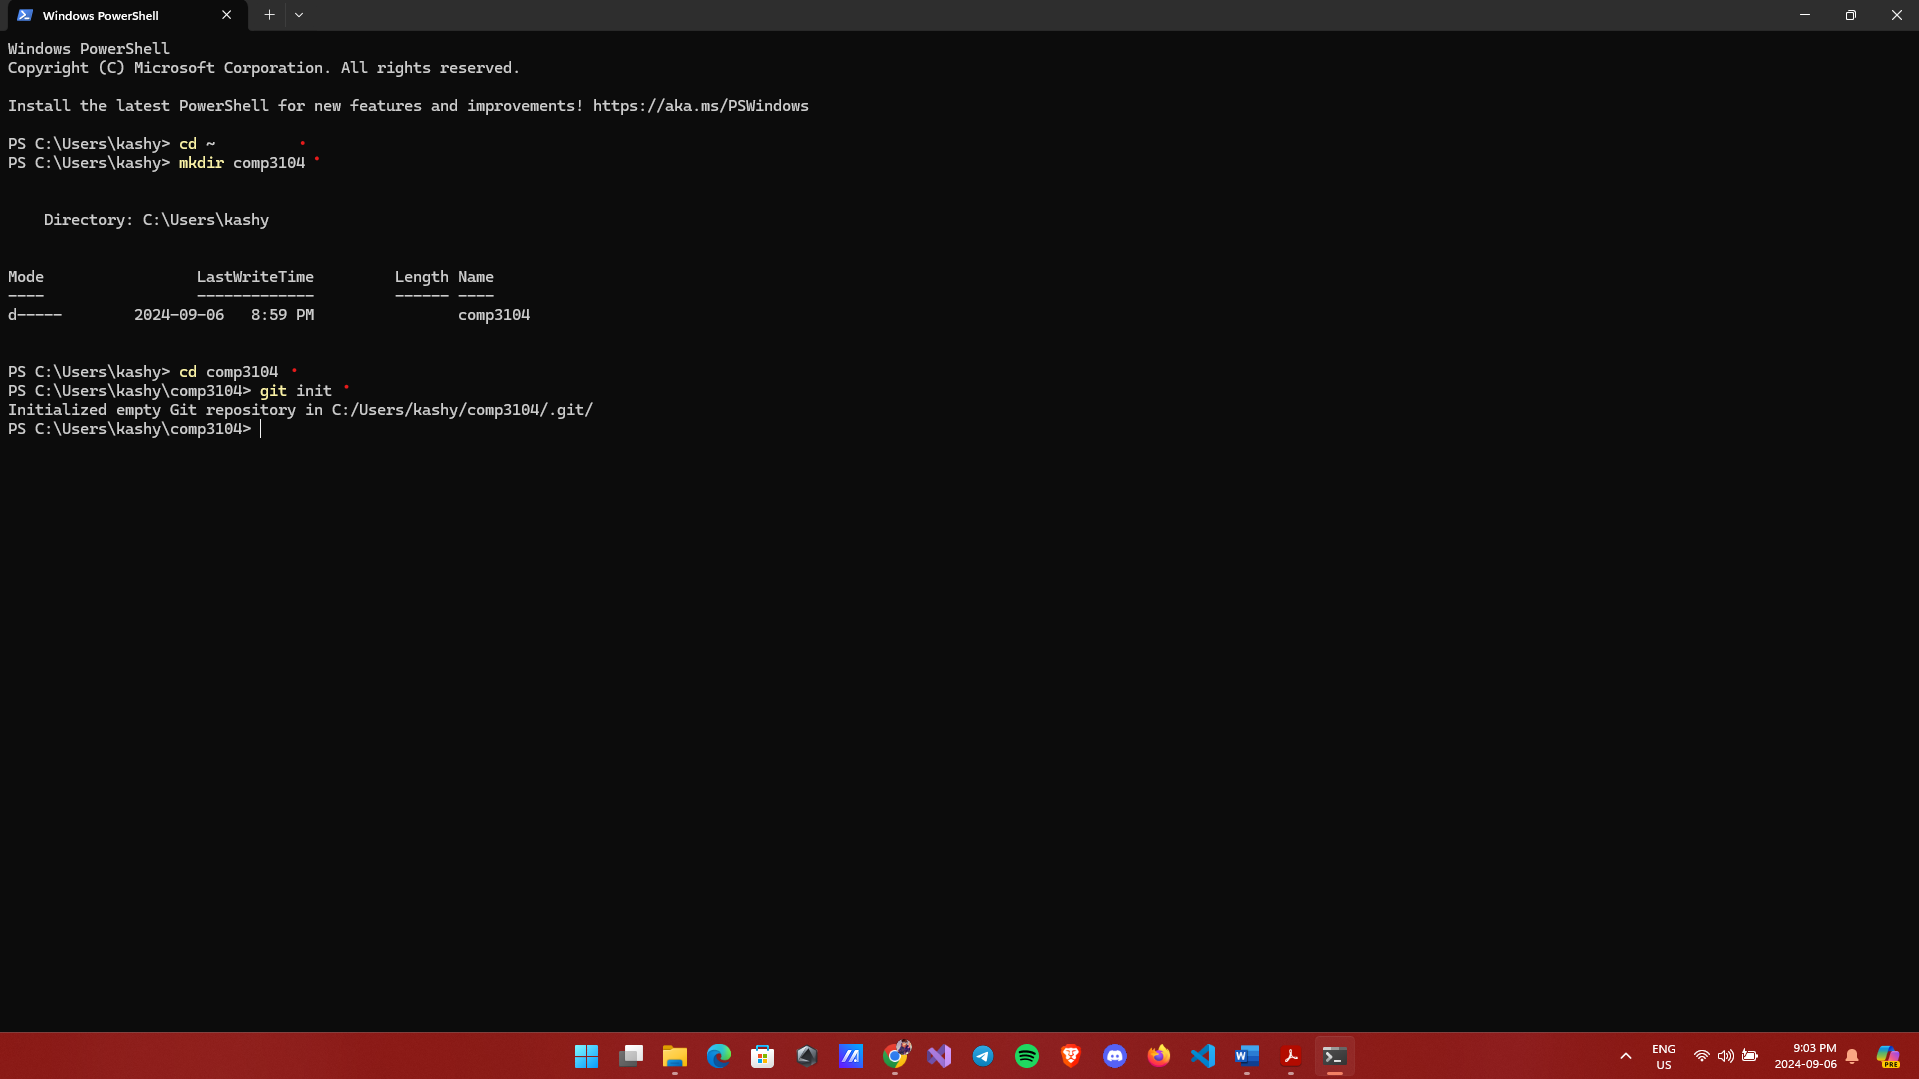 Windows PowerShell
Windows PowerShell
Copyright (C) Microsoft Corporation. All rights reserved.
Install the latest PowerShell for new features and improvements! https://aka.ms/PSWindows
PS C:\Users\kashy> cd ~
PS C:\Users\kashy> mkdir comp3104
Directory: C:\Users\kashy
Mode LastWriteTime Length Name
---- ------------- ------ ----
d----- 2024-09-06 8:59 PM comp3104
PS C:\Users\kashy> cd comp3104
PS C:\Users\kashy\comp3104> git init
Initialized empty Git repository in C:/Users/kashy/comp3104/.git/
PS C:\Users\kashy\comp3104>
ENG
US
9:03 PM
2024-09-06
PRE